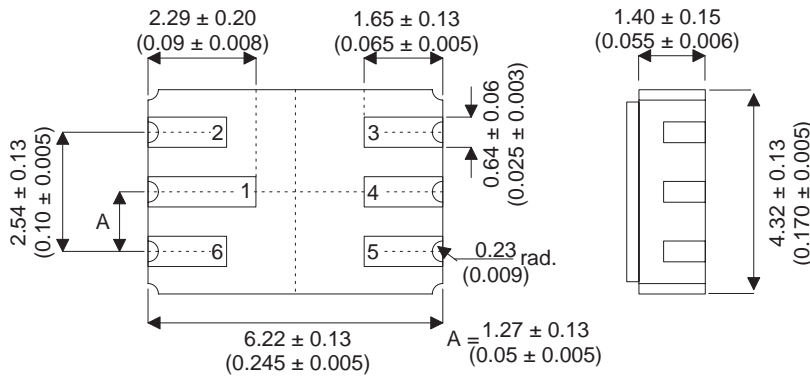 2.29 ± 0.20
(0.09 ± 0.008)
1.65 ± 0.13
(0.065 ± 0.005)
1.40 ± 0.15
(0.055 ± 0.006)
2.54 ± 0.13
(0.10 ± 0.005)
A
2
1
6
3
4
5
0.64 ± 0.06
(0.025 ± 0.003)
4.32 ± 0.13
(0.170 ± 0.005)
0.23
(0.009)
rad.
6.22 ± 0.13
(0.245 ± 0.005)
A = 1.27 ± 0.13
(0.05 ± 0.005)